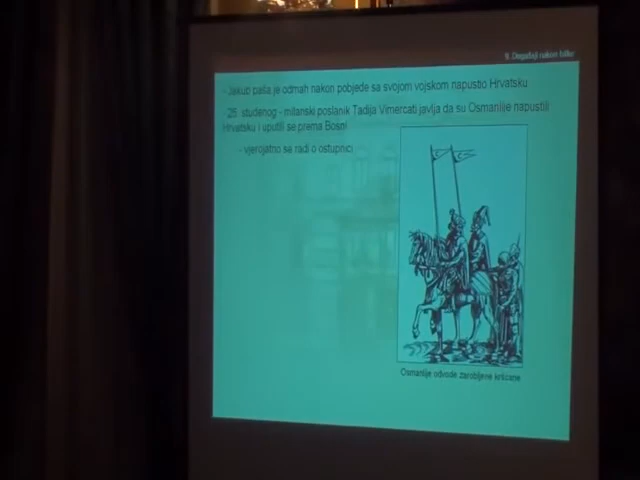 9. Događaji nakon bitke
- Jakub paša je odmah nakon pobjede sa svojom vojskom napustio Hrvatsku
- 25. studenog - milanski poslanik Tadija Vimercati javlja da su Osmanlije napustili
Hrvatsku i uputili se prema Bosni
- vjerojatno se radi o ostupnici
Osmanlije odvode zarobljene kršćane